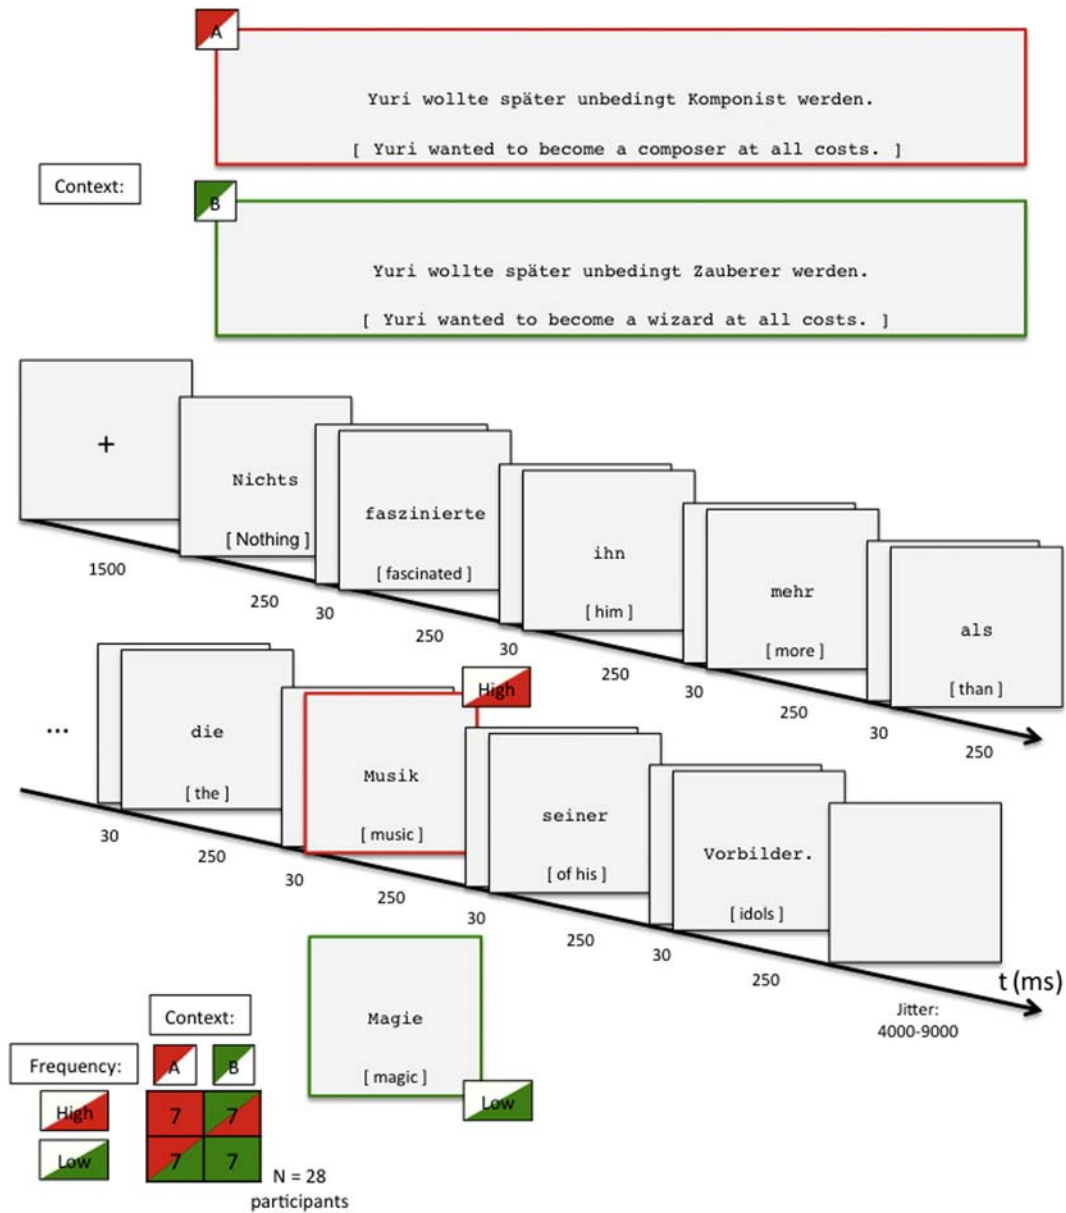 A
Yuri wollte später unbedingt Komponist werden.
[ Yuri wanted to become a composer at all costs. ]
Context:
B
Yuri wollte später unbedingt Zauberer werden.
[ Yuri wanted to become a wizard at all costs. ]
+
Nichts
[ Nothing ]
faszinierte
[ fascinated ]
ihn
[ him ]
mehr
[ more ]
als
[ than ]
1500
250
30
250
30
250
30
250
30
250
...
die
[ the ]
High
Musik
[ music ]
seiner
[ of his ]
Vorbilder.
[ idols ]
30
250
30
250
30
250
30
250
t (ms)
Jitter:
4000-9000
Magie
[ magic ]
Low
Context:
Frequency:
A B
High 7 7
Low 7 7
N = 28
participants